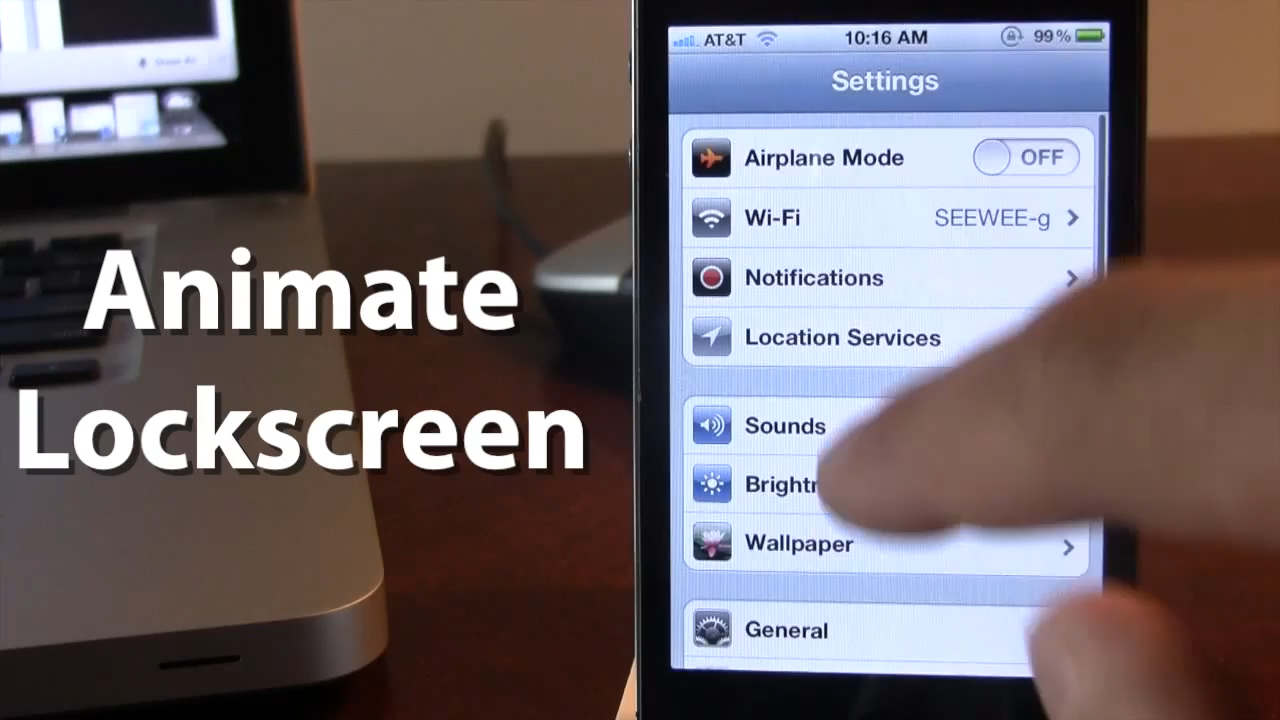 Animate
Lockscreen
AT&T 10:16 AM 99%
Settings
Airplane Mode OFF
Wi-Fi SEEWEE-g
Notifications
Location Services
Sounds
Wallpaper
General